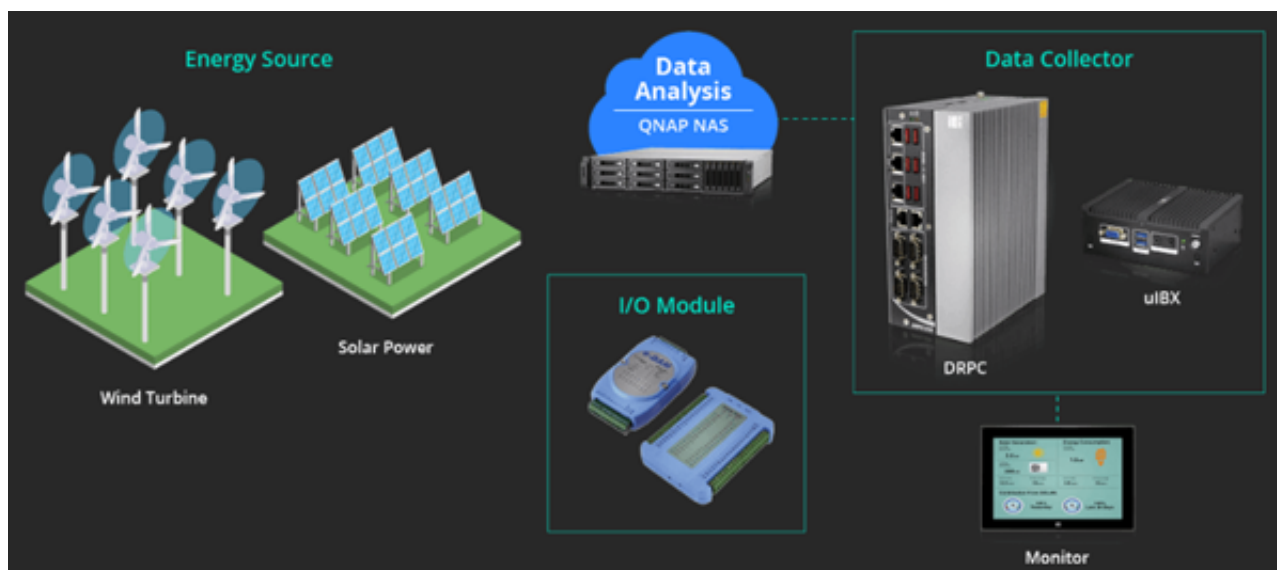 Energy Source
Wind Turbine
Solar Power
Data
Analysis
QNAP NAS
I/O Module
Data Collector
DRPC
uIBX
Monitor